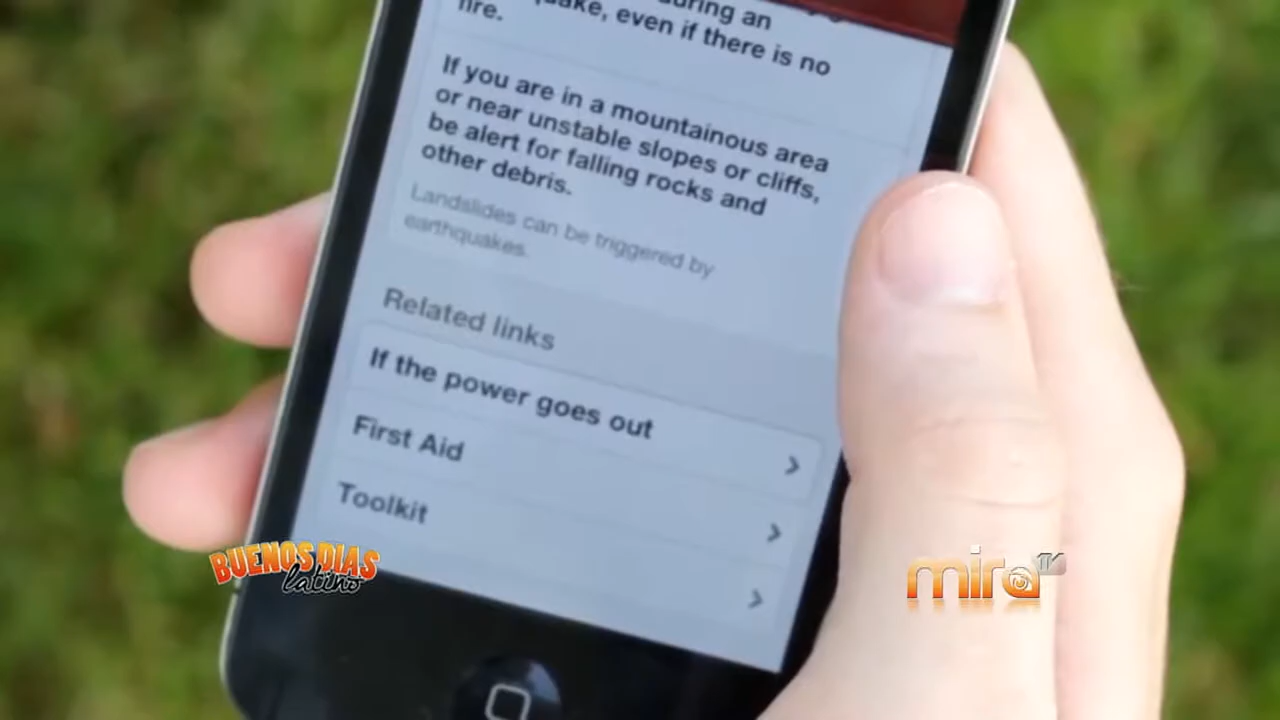 during an
fire.
quake, even if there is no
If you are in a mountainous area
or near unstable slopes or cliffs,
be alert for falling rocks and
other debris.
Landslides can be triggered by
earthquakes.
Related links
If the power goes out
First Aid
Toolkit
BUENOS DIAS
latino
mira TV